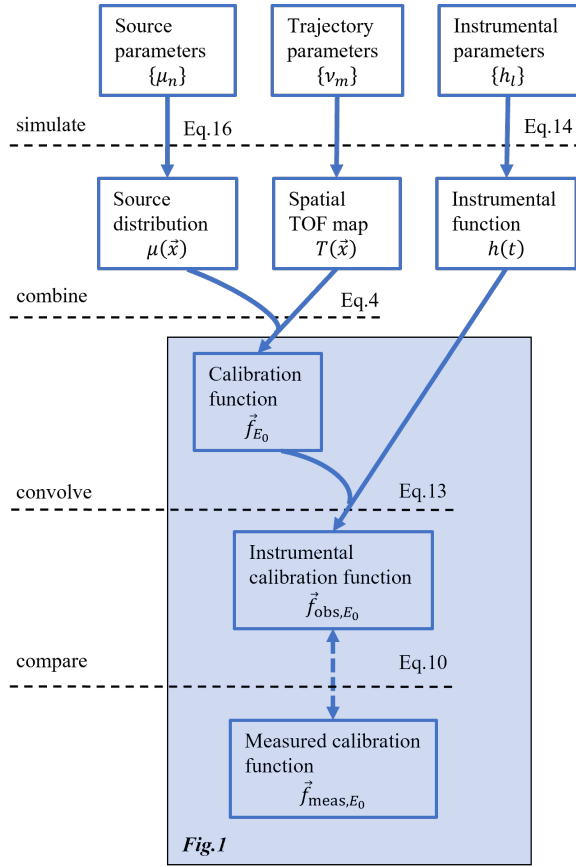 Source
parameters
{μₙ}
Trajectory
parameters
{νₘ}
Instrumental
parameters
{hₗ}
simulate
Eq.16
Eq.14
Source
distribution
μ(x⃗)
Spatial
TOF map
T(x⃗)
Instrumental
function
h(t)
combine
Eq.4
Calibration
function
f⃗_{E₀}
convolve
Eq.13
Instrumental
calibration function
f⃗_{obs,E₀}
compare
Eq.10
Measured calibration
function
f⃗_{meas,E₀}
Fig.1